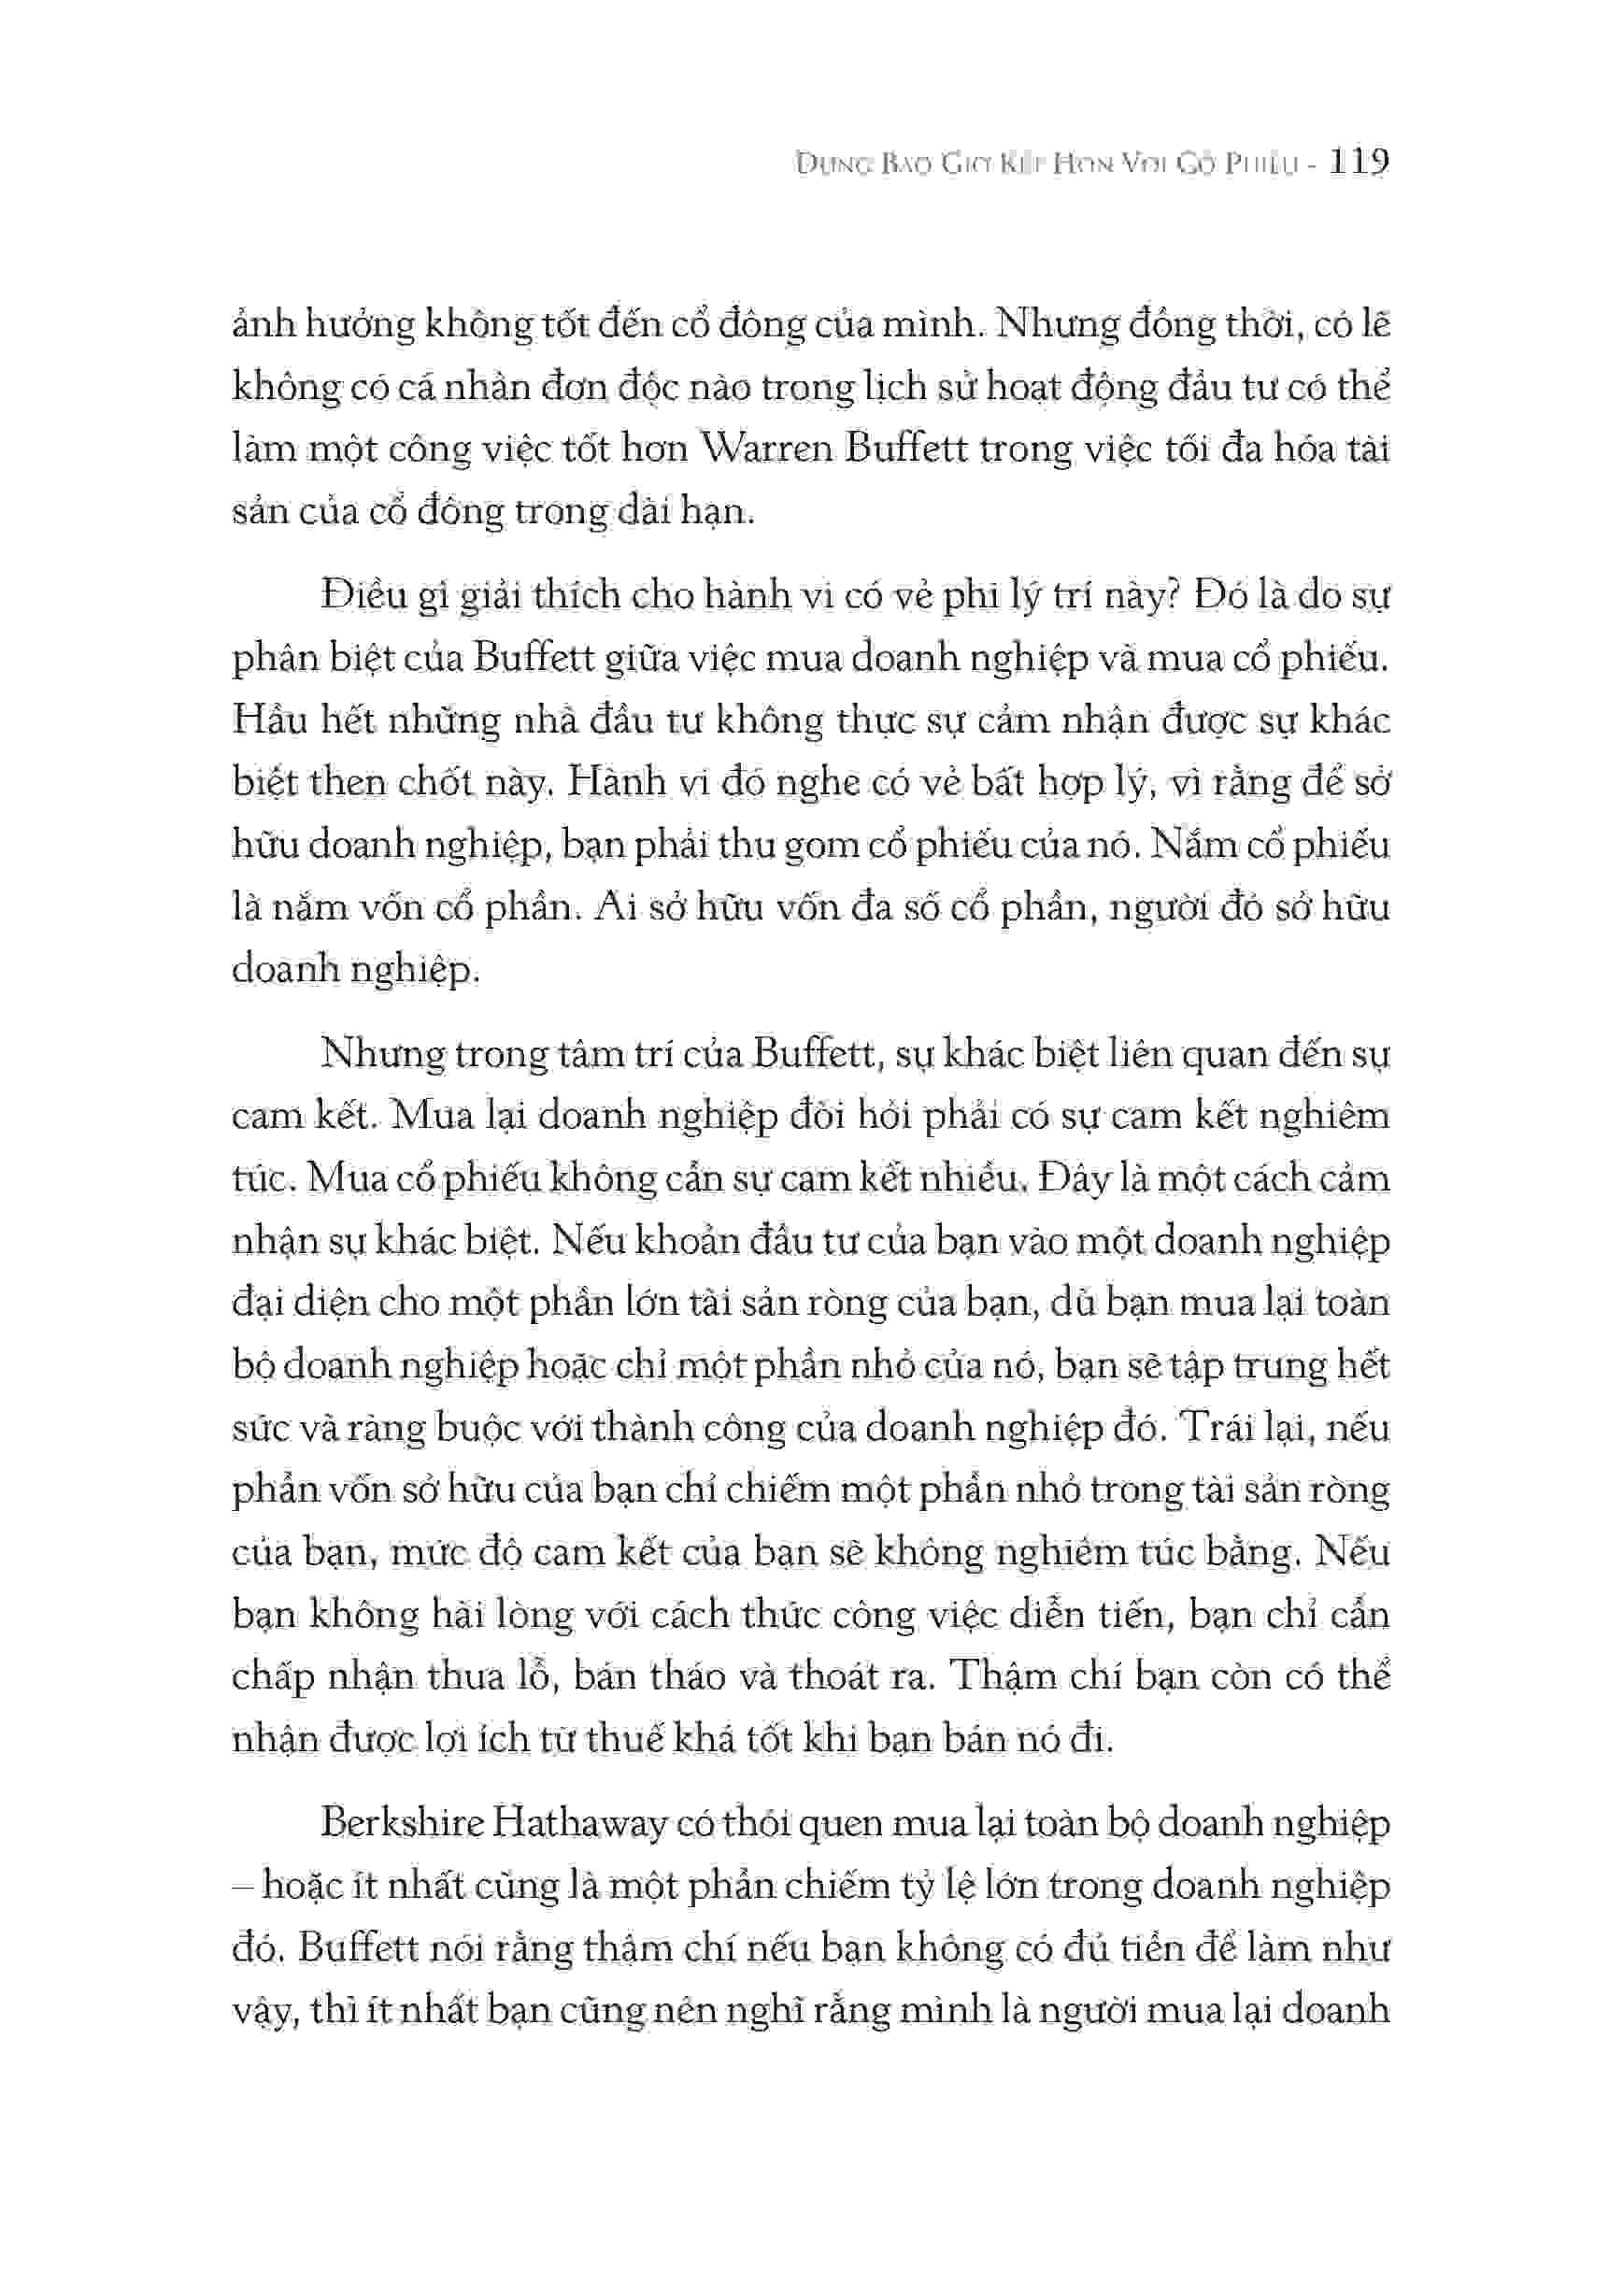 Đừng Bao Giờ Kết Hôn Với Cổ Phiếu - 119
ảnh hưởng không tốt đến cổ đông của mình. Nhưng đồng thời, có lẽ
không có cá nhân đơn độc nào trong lịch sử hoạt động đầu tư có thể
làm một công việc tốt hơn Warren Buffett trong việc tối đa hóa tài
sản của cổ đông trong dài hạn.
Điều gì giải thích cho hành vi có vẻ phi lý trí này? Đó là do sự
phân biệt của Buffett giữa việc mua doanh nghiệp và mua cổ phiếu.
Hầu hết những nhà đầu tư không thực sự cảm nhận được sự khác
biệt then chốt này. Hành vi đó nghe có vẻ bất hợp lý, vì rằng để sở
hữu doanh nghiệp, bạn phải thu gom cổ phiếu của nó. Nắm cổ phiếu
là nắm vốn cổ phần. Ai sở hữu vốn đa số cổ phần, người đó sở hữu
doanh nghiệp.
Nhưng trong tâm trí của Buffett, sự khác biệt liên quan đến sự
cam kết. Mua lại doanh nghiệp đòi hỏi phải có sự cam kết nghiêm
túc. Mua cổ phiếu không cần sự cam kết nhiều. Đây là một cách cảm
nhận sự khác biệt. Nếu khoản đầu tư của bạn vào một doanh nghiệp
đại diện cho một phần lớn tài sản ròng của bạn, dù bạn mua lại toàn
bộ doanh nghiệp hoặc chỉ một phần nhỏ của nó, bạn sẽ tập trung hết
sức và ràng buộc với thành công của doanh nghiệp đó. Trái lại, nếu
phần vốn sở hữu của bạn chỉ chiếm một phần nhỏ trong tài sản ròng
của bạn, mức độ cam kết của bạn sẽ không nghiêm túc bằng. Nếu
bạn không hài lòng với cách thức công việc diễn tiến, bạn chỉ cần
chấp nhận thua lỗ, bán tháo và thoát ra. Thậm chí bạn còn có thể
nhận được lợi ích từ thuế khá tốt khi bạn bán nó đi.
Berkshire Hathaway có thói quen mua lại toàn bộ doanh nghiệp
– hoặc ít nhất cũng là một phần chiếm tỷ lệ lớn trong doanh nghiệp
đó. Buffett nói rằng thậm chí nếu bạn không có đủ tiền để làm như
vậy, thì ít nhất bạn cũng nên nghĩ rằng mình là người mua lại doanh